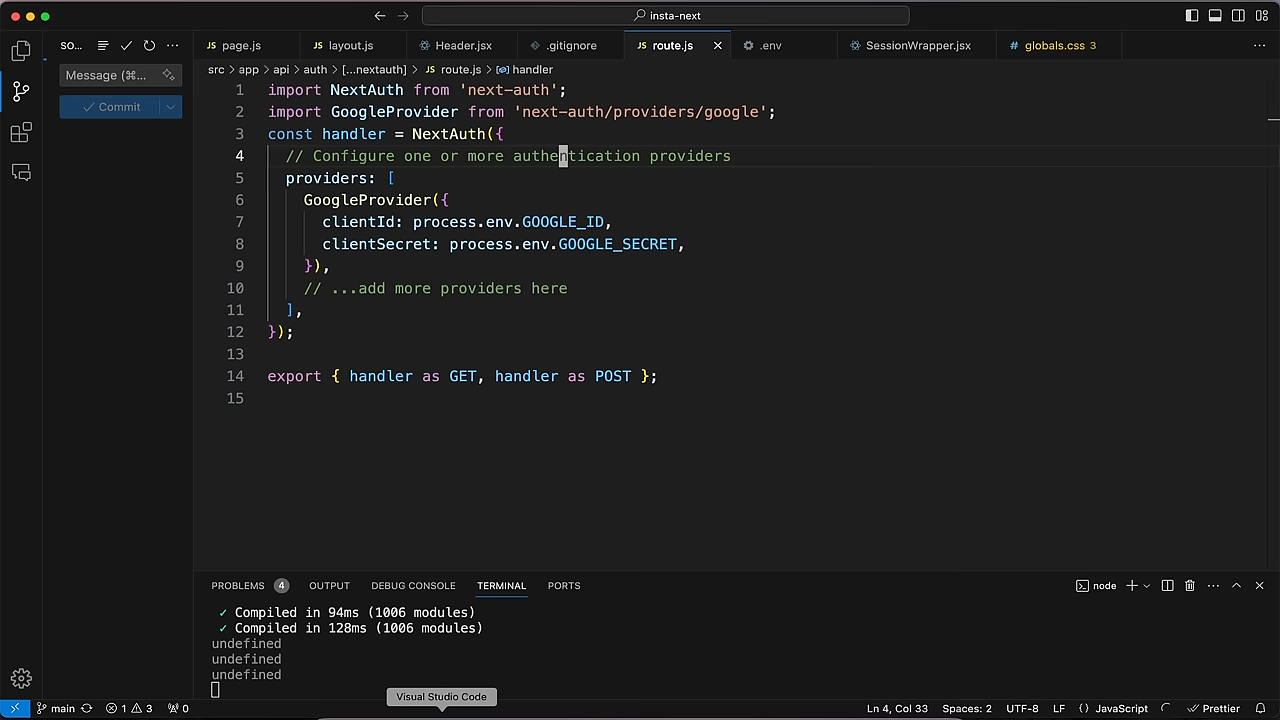 insta-next
SO...
page.js
layout.js
Header.jsx
.gitignore
route.js
.env
SessionWrapper.jsx
globals.css 3
src > app > api > auth > [...nextauth] > JS route.js > handler
Message (⌘...
Commit
1 import NextAuth from 'next-auth';
2 import GoogleProvider from 'next-auth/providers/google';
3 const handler = NextAuth({
4 // Configure one or more authentication providers
5 providers: [
6 GoogleProvider({
7 clientId: process.env.GOOGLE_ID,
8 clientSecret: process.env.GOOGLE_SECRET,
9 }),
10 // ...add more providers here
11 ],
12 });
13
14 export { handler as GET, handler as POST };
15
PROBLEMS 4 OUTPUT DEBUG CONSOLE TERMINAL PORTS
node
✓ Compiled in 94ms (1006 modules)
✓ Compiled in 128ms (1006 modules)
undefined
undefined
undefined
Visual Studio Code
main 1 3 0
Ln 4, Col 33 Spaces: 2 UTF-8 LF {} JavaScript Prettier